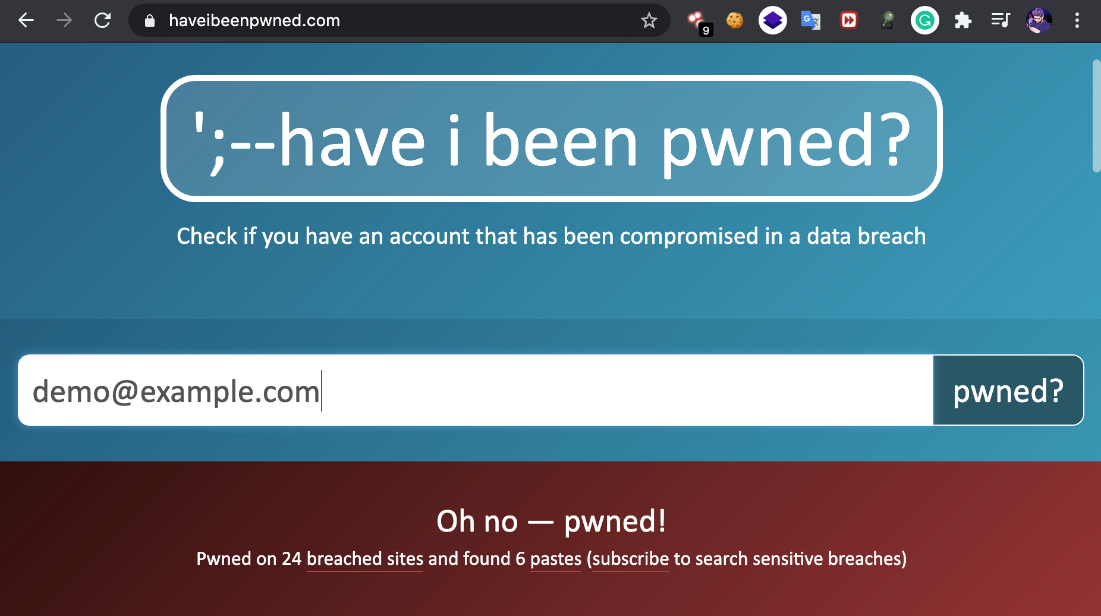 haveibeenpwned.com
9
';--have i been pwned?
Check if you have an account that has been compromised in a data breach
demo@example.com
pwned?
Oh no — pwned!
Pwned on 24 breached sites and found 6 pastes (subscribe to search sensitive breaches)